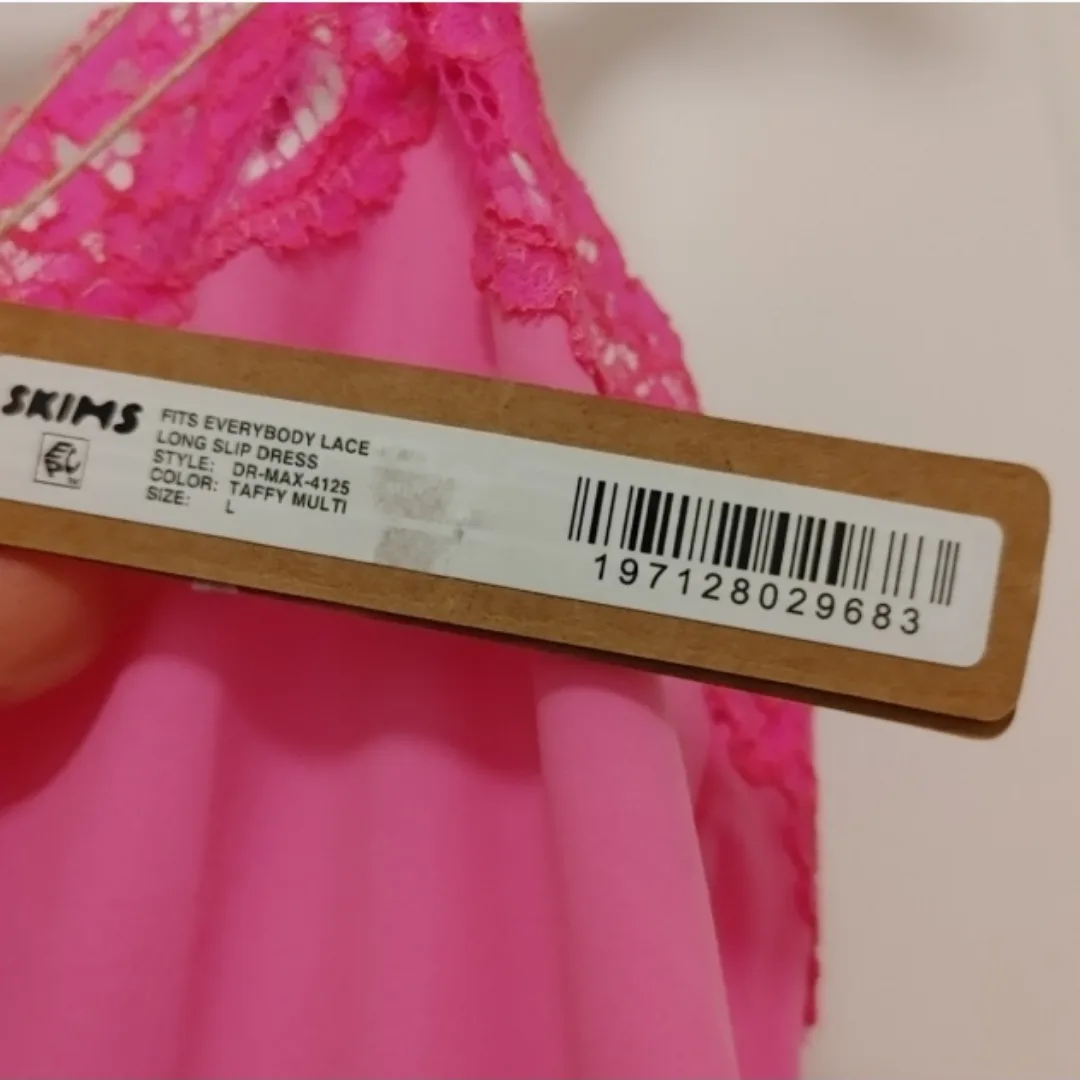 SKIMS
FITS EVERYBODY LACE
LONG SLIP DRESS
STYLE: DR-MAX-4125
COLOR: TAFFY MULTI
SIZE: L
197128029683